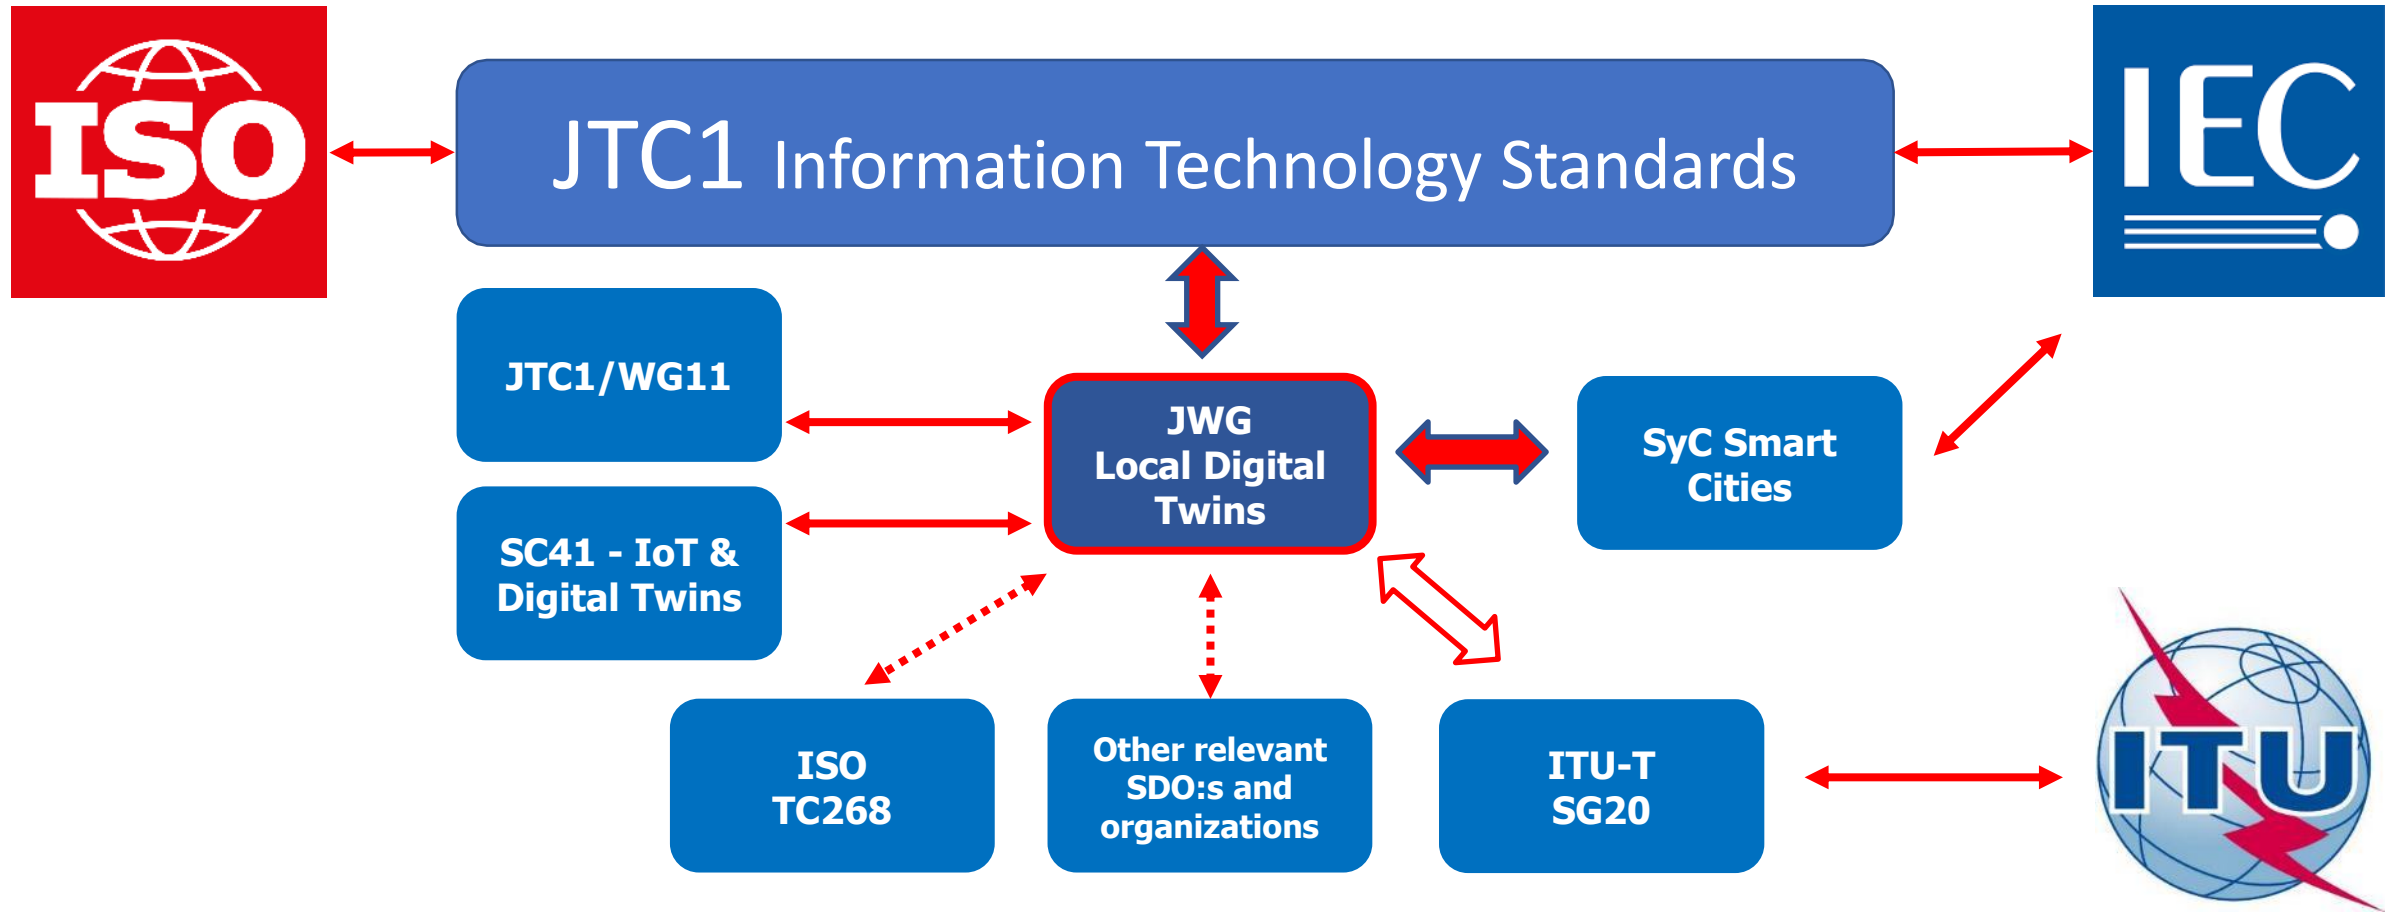 ISO
JTC1 Information Technology Standards
IEC
JTC1/WG11
JWG
Local Digital
Twins
SyC Smart
Cities
SC41 - IoT &
Digital Twins
ISO
TC268
Other relevant
SDO:s and
organizations
ITU-T
SG20
ITU